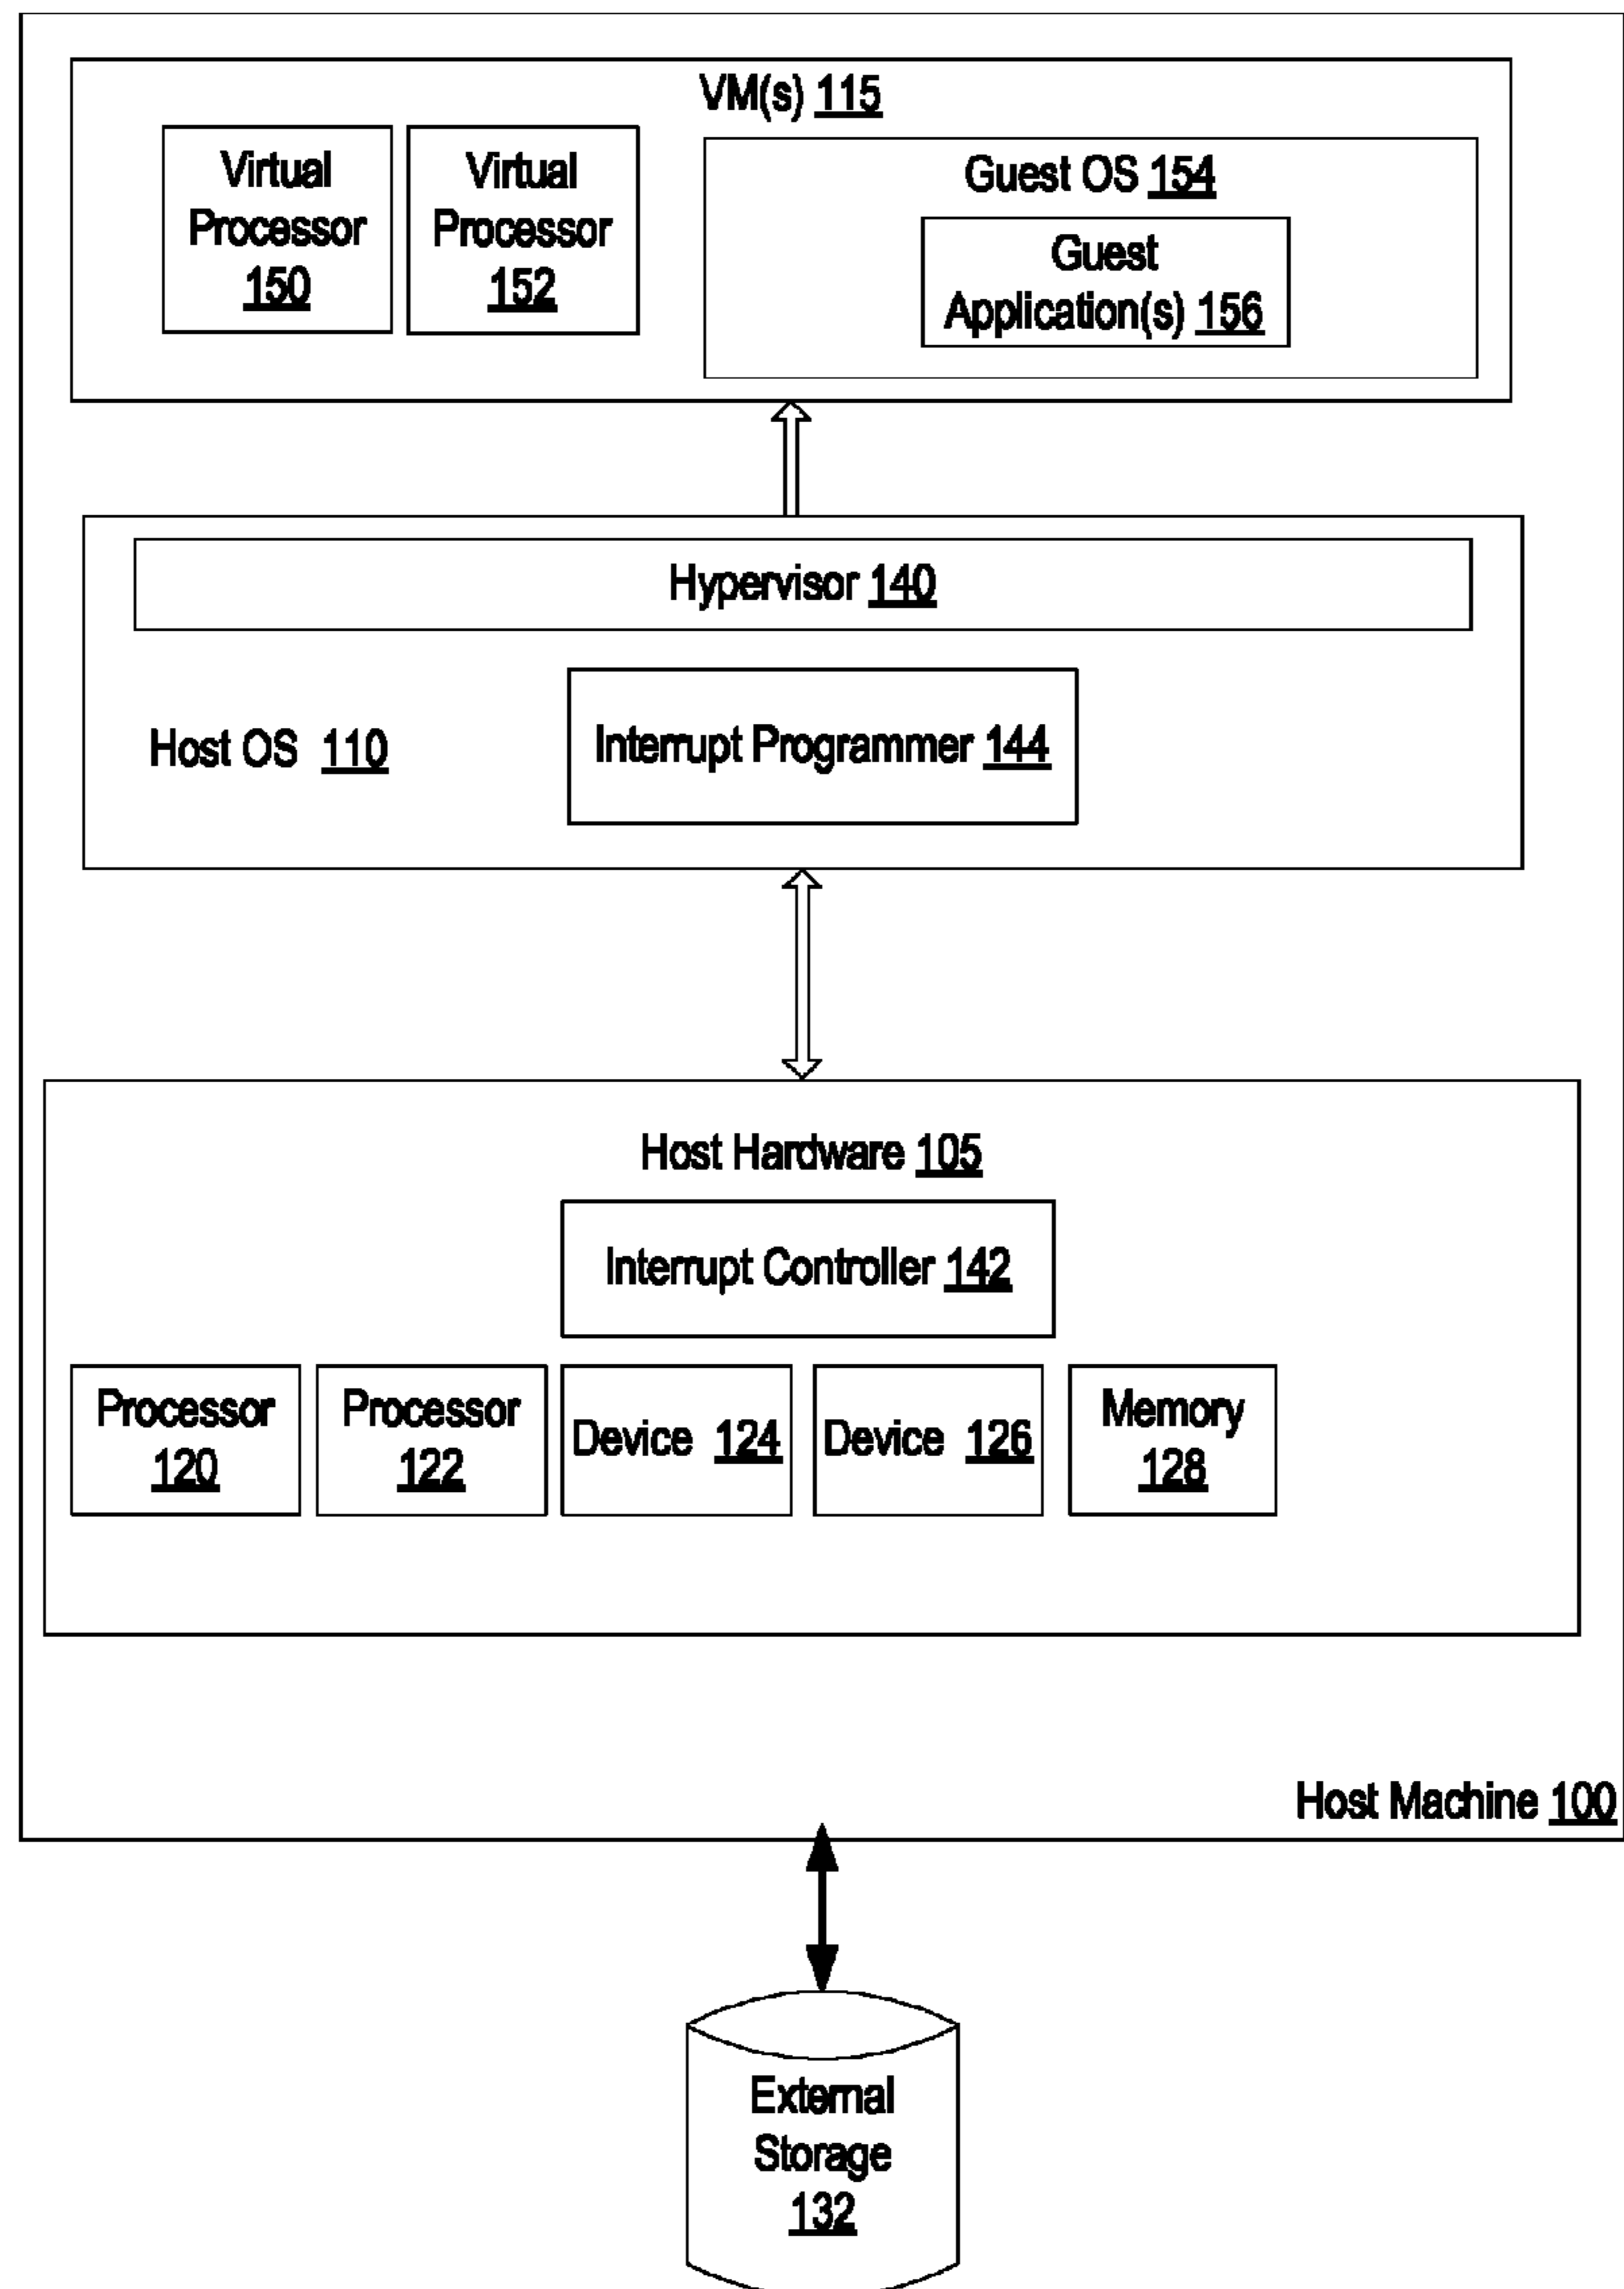 VM(s) 115
Virtual
Processor
150
Virtual
Processor
152
Guest OS 154
Guest
Application(s) 156
Hypervisor 140
Host OS 110
Interrupt Programmer 144
Host Hardware 105
Interrupt Controller 142
Processor
120
Processor
122
Device 124
Device 126
Memory
128
Host Machine 100
External
Storage
132